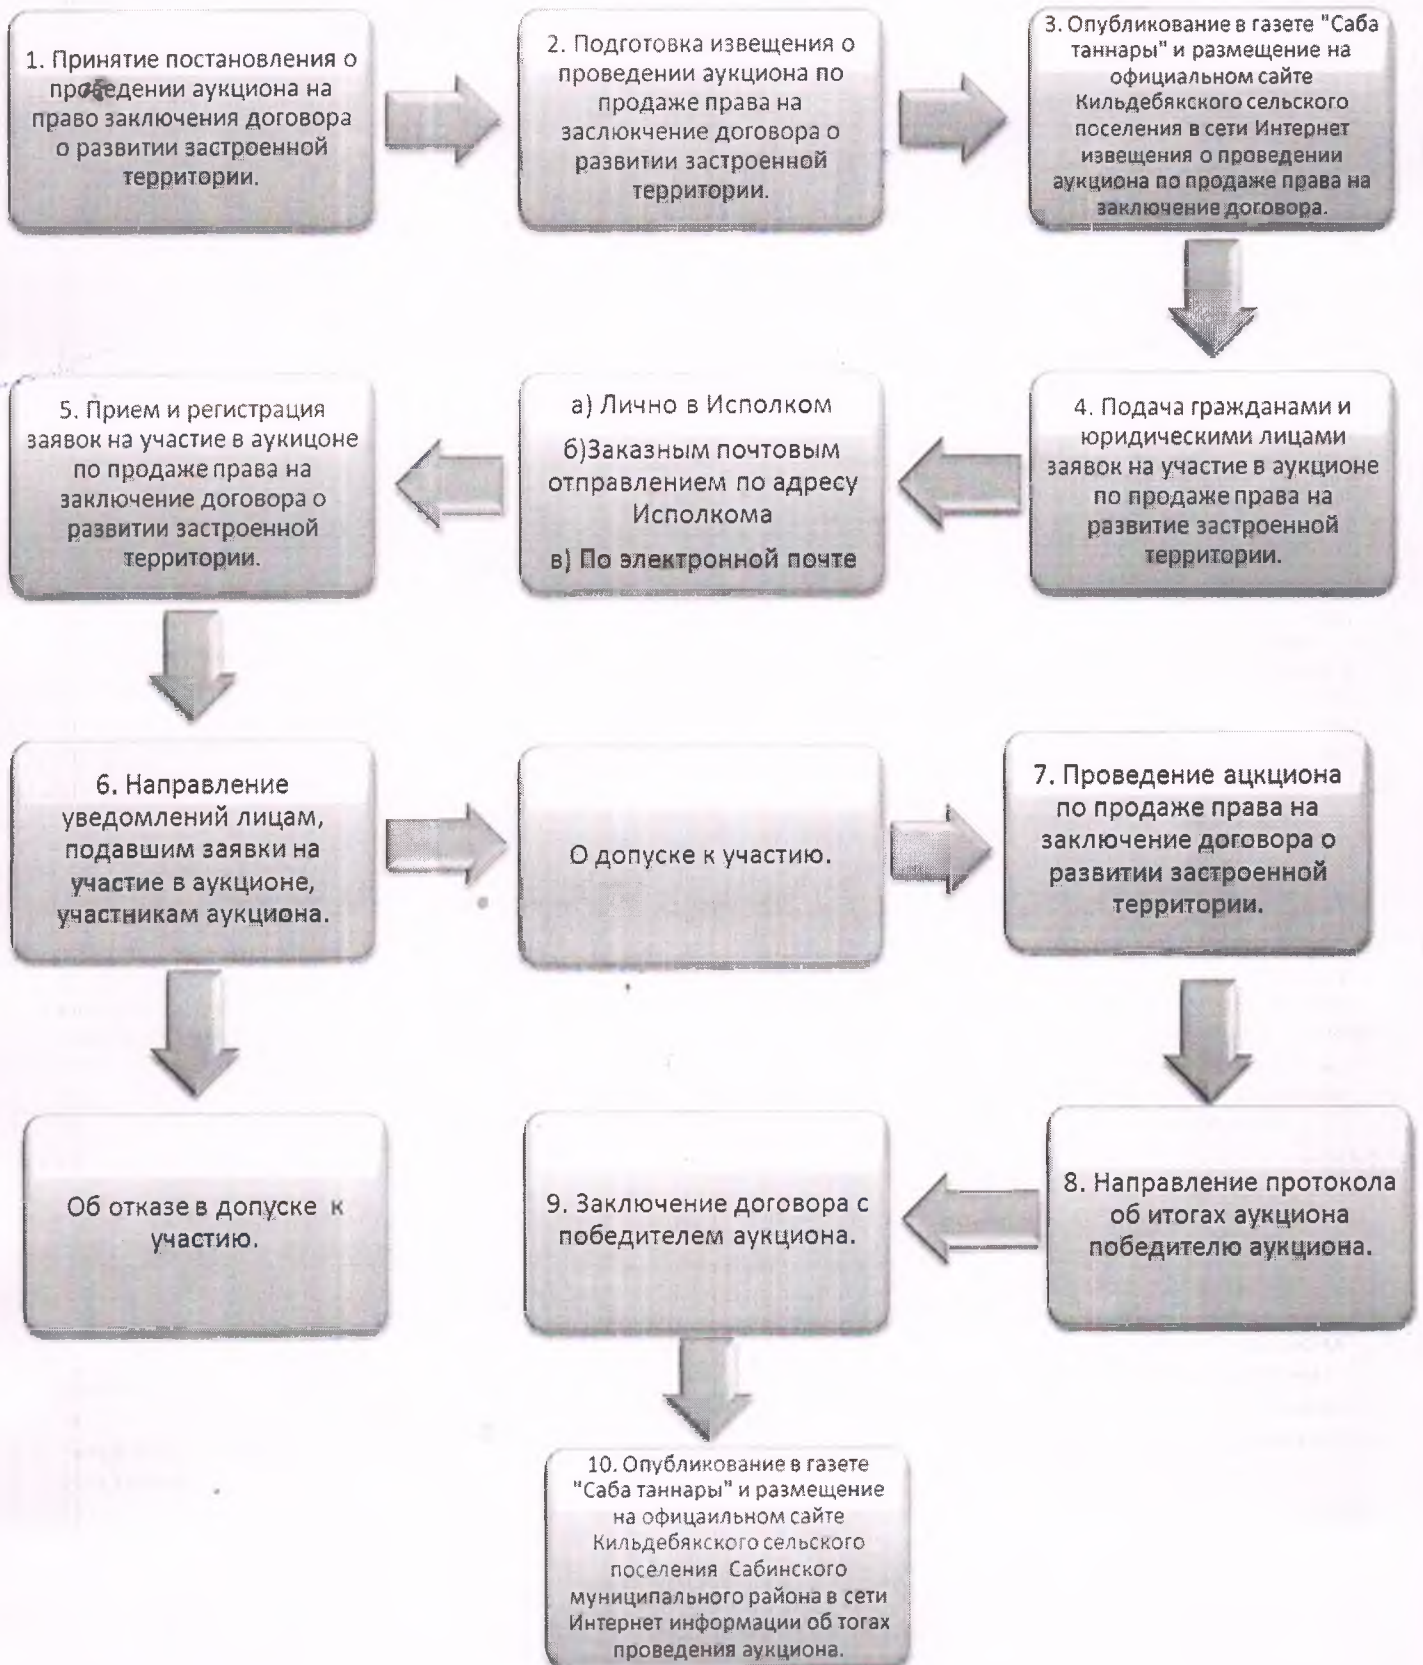 1. Принятие постановления о
проведении аукциона на
право заключения договора
о развитии застроенной
территории.
2. Подготовка извещения о
проведении аукциона по
продаже права на
заслюкчение договора о
развитии застроенной
территории.
3. Опубликование в газете "Саба
таннары" и размещение на
официальном сайте
Кильдебякского сельского
поселения в сети Интернет
извещения о проведении
аукциона по продаже права на
заключение договора.
4. Подача гражданами и
юридическими лицами
заявок на участие в аукционе
по продаже права на
развитие застроенной
территории.
а) Лично в Исполком
б)Заказным почтовым
отправлением по адресу
Исполкома
в) По электронной почте
5. Прием и регистрация
заявок на участие в аукицоне
по продаже права на
заключение договора о
развитии застроенной
территории.
6. Направление
уведомлений лицам,
подавшим заявки на
участие в аукционе,
участникам аукциона.
О допуске к участию.
7. Проведение ацкциона
по продаже права на
заключение договора о
развитии застроенной
территории.
Об отказе в допуске к
участию.
8. Направление протокола
об итогах аукциона
победителю аукциона.
9. Заключение договора с
победителем аукциона.
10. Опубликование в газете
"Саба таннары" и размещение
на официаильном сайте
Кильдебякского сельского
поселения Сабинского
муниципального района в сети
Интернет информации об тогах
проведения аукциона.